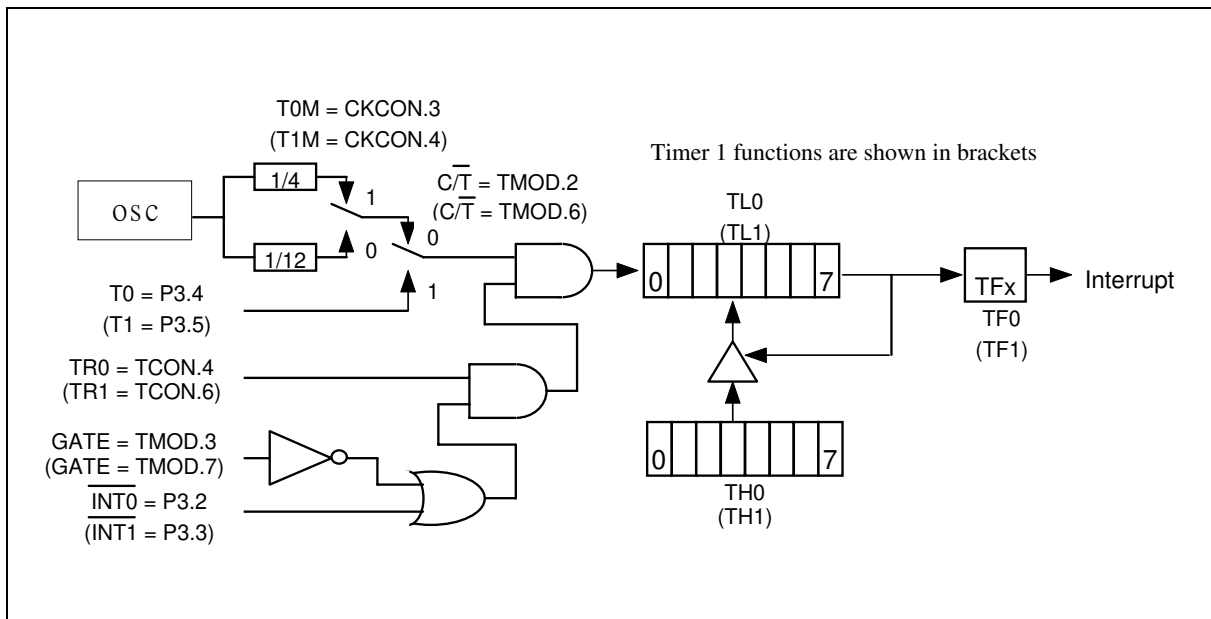 T0M = CKCON.3
(T1M = CKCON.4)
Timer 1 functions are shown in brackets
1/4
C/T̅ = TMOD.2
(C/T̅ = TMOD.6)
1
OSC
0
TL0
(TL1)
1/12
0
0
7
TFx
Interrupt
T0 = P3.4
(T1 = P3.5)
1
TF0
(TF1)
TR0 = TCON.4
(TR1 = TCON.6)
GATE = TMOD.3
(GATE = TMOD.7)
0
7
I̅N̅T̅0̅ = P3.2
(I̅N̅T̅1̅ = P3.3)
TH0
(TH1)